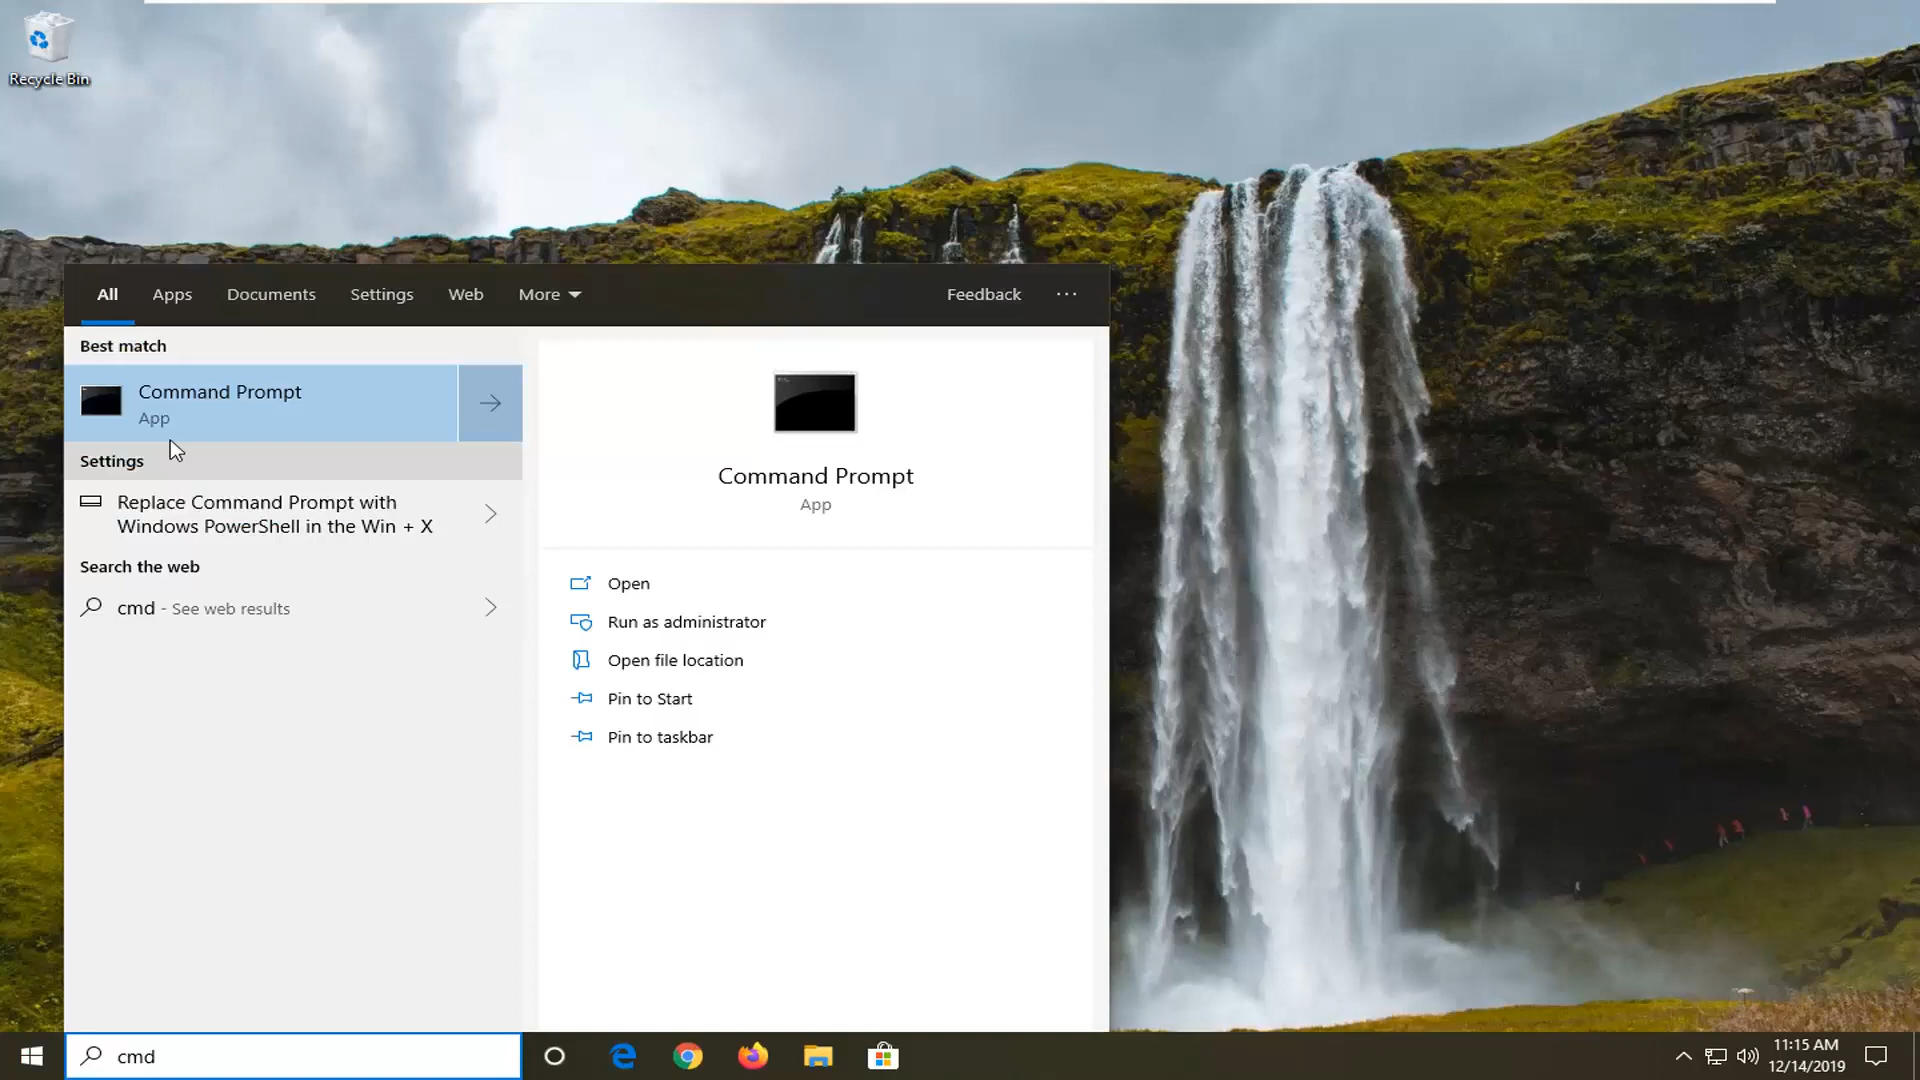 Recycle Bin
All Apps Documents Settings Web More Feedback ...
Best match
Command Prompt
App
Settings
Replace Command Prompt with
Windows PowerShell in the Win + X
Search the web
cmd - See web results
Command Prompt
App
Open
Run as administrator
Open file location
Pin to Start
Pin to taskbar
cmd
11:15 AM
12/14/2019